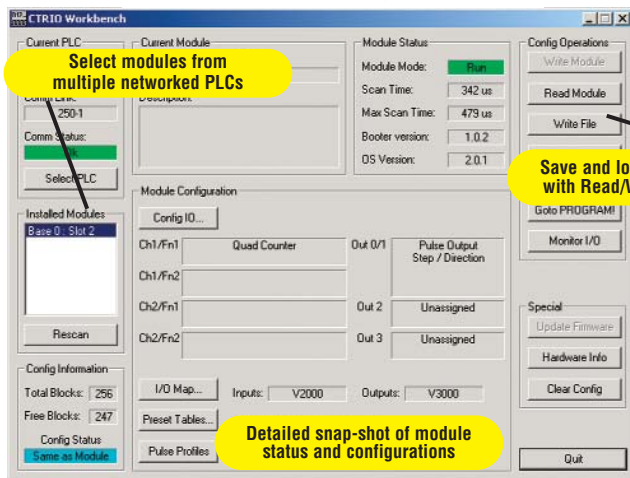 CTRIO Workbench
Current PLC
Current Module
Module Status
Config Operations
Select modules from
multiple networked PLCs
Module Mode: Run
Write Module
Scan Time: 342 us
Read Module
Description:
250-1
Max Scan Time: 479 us
Write File
Comm Status:
Booter version: 1.0.2
Ok
OS Version: 2.0.1
Select PLC
Save and lo
with Read/
Module Configuration
Installed Modules
Config IO...
Goto PROGRAM!
Base 0 : Slot 2
Ch1/Fn1 Quad Counter Out 0/1 Pulse Output
Step / Direction
Monitor I/O
Ch1/Fn2
Ch2/Fn1 Out 2 Unassigned
Special
Rescan
Ch2/Fn2 Out 3 Unassigned
Update Firmware
Hardware Info
Config Information
Total Blocks: 256
I/O Map... Inputs: V2000 Outputs: V3000
Clear Config
Free Blocks: 247
Preset Tables...
Config Status
Same as Module
Pulse Profiles
Detailed snap-shot of module
status and configurations
Quit